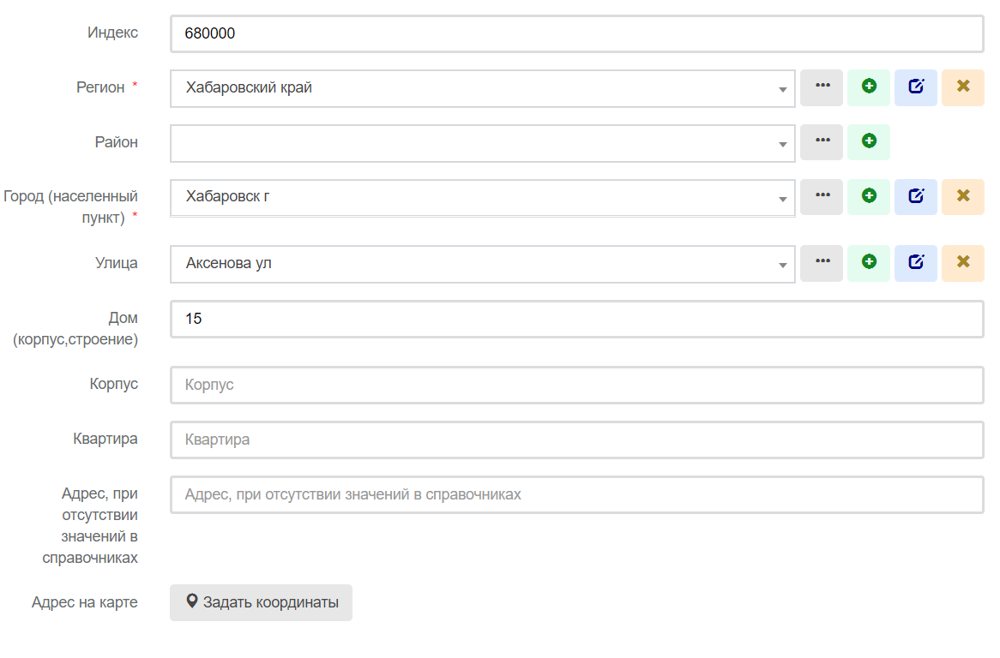 Индекс 680000
Регион * Хабаровский край
Район
Город (населенный Хабаровск г
пункт) *
Улица Аксенова ул
Дом 15
(корпус,строение)
Корпус Корпус
Квартира Квартира
Адрес, при Адрес, при отсутствии значений в справочниках
отсутствии
значений в
справочниках
Адрес на карте Задать координаты